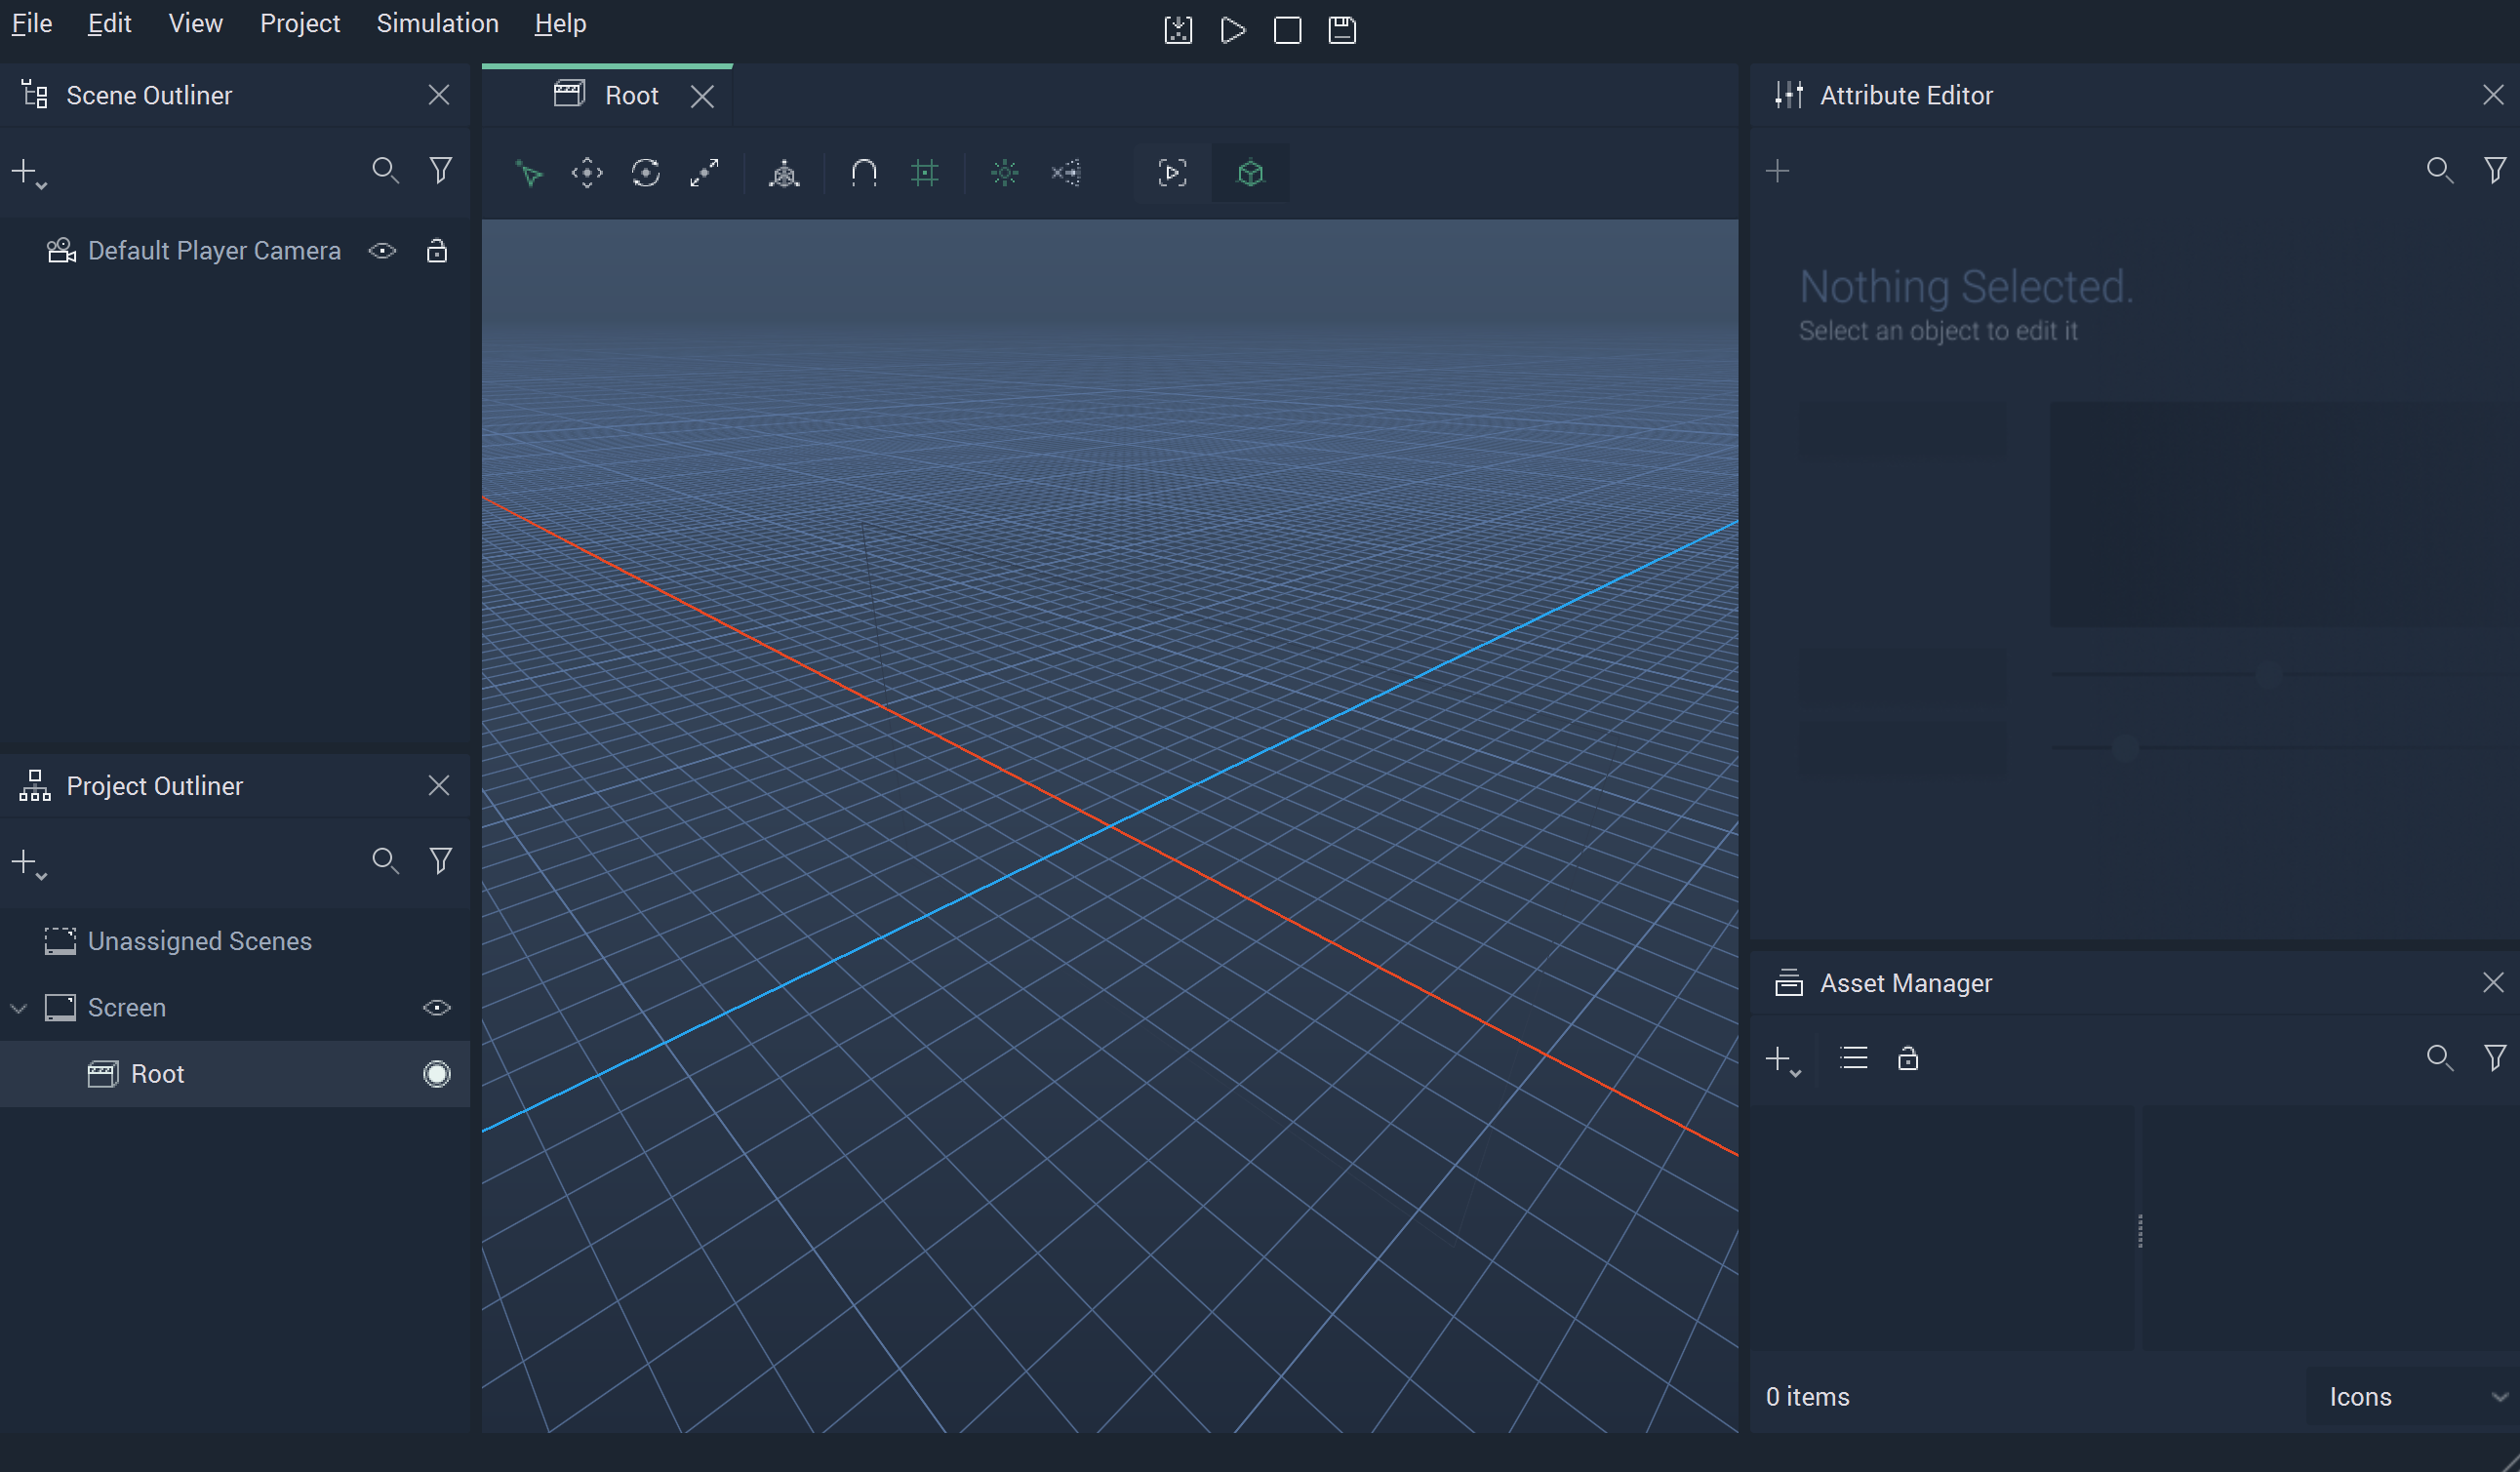 File Edit View Project Simulation Help
Scene Outliner
Default Player Camera
Project Outliner
Unassigned Scenes
Screen
Root
Root
Attribute Editor
Nothing Selected.
Select an object to edit it
Asset Manager
0 items
Icons